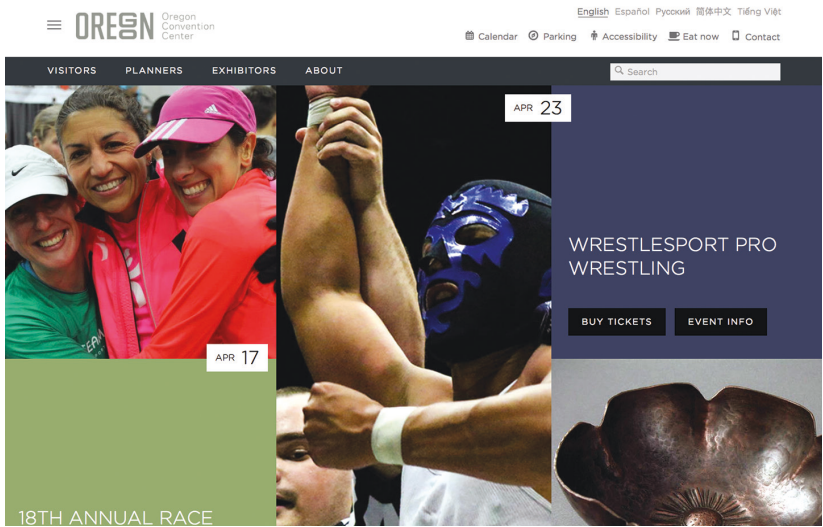 English Español Русский 简体中文 Tiếng Việt
OREGON
Oregon
Convention
Center
Calendar Parking Accessibility Eat now Contact
VISITORS PLANNERS EXHIBITORS ABOUT
Search
APR 23
WRESTLESPORT PRO
WRESTLING
BUY TICKETS EVENT INFO
APR 17
18TH ANNUAL RACE
TEAM